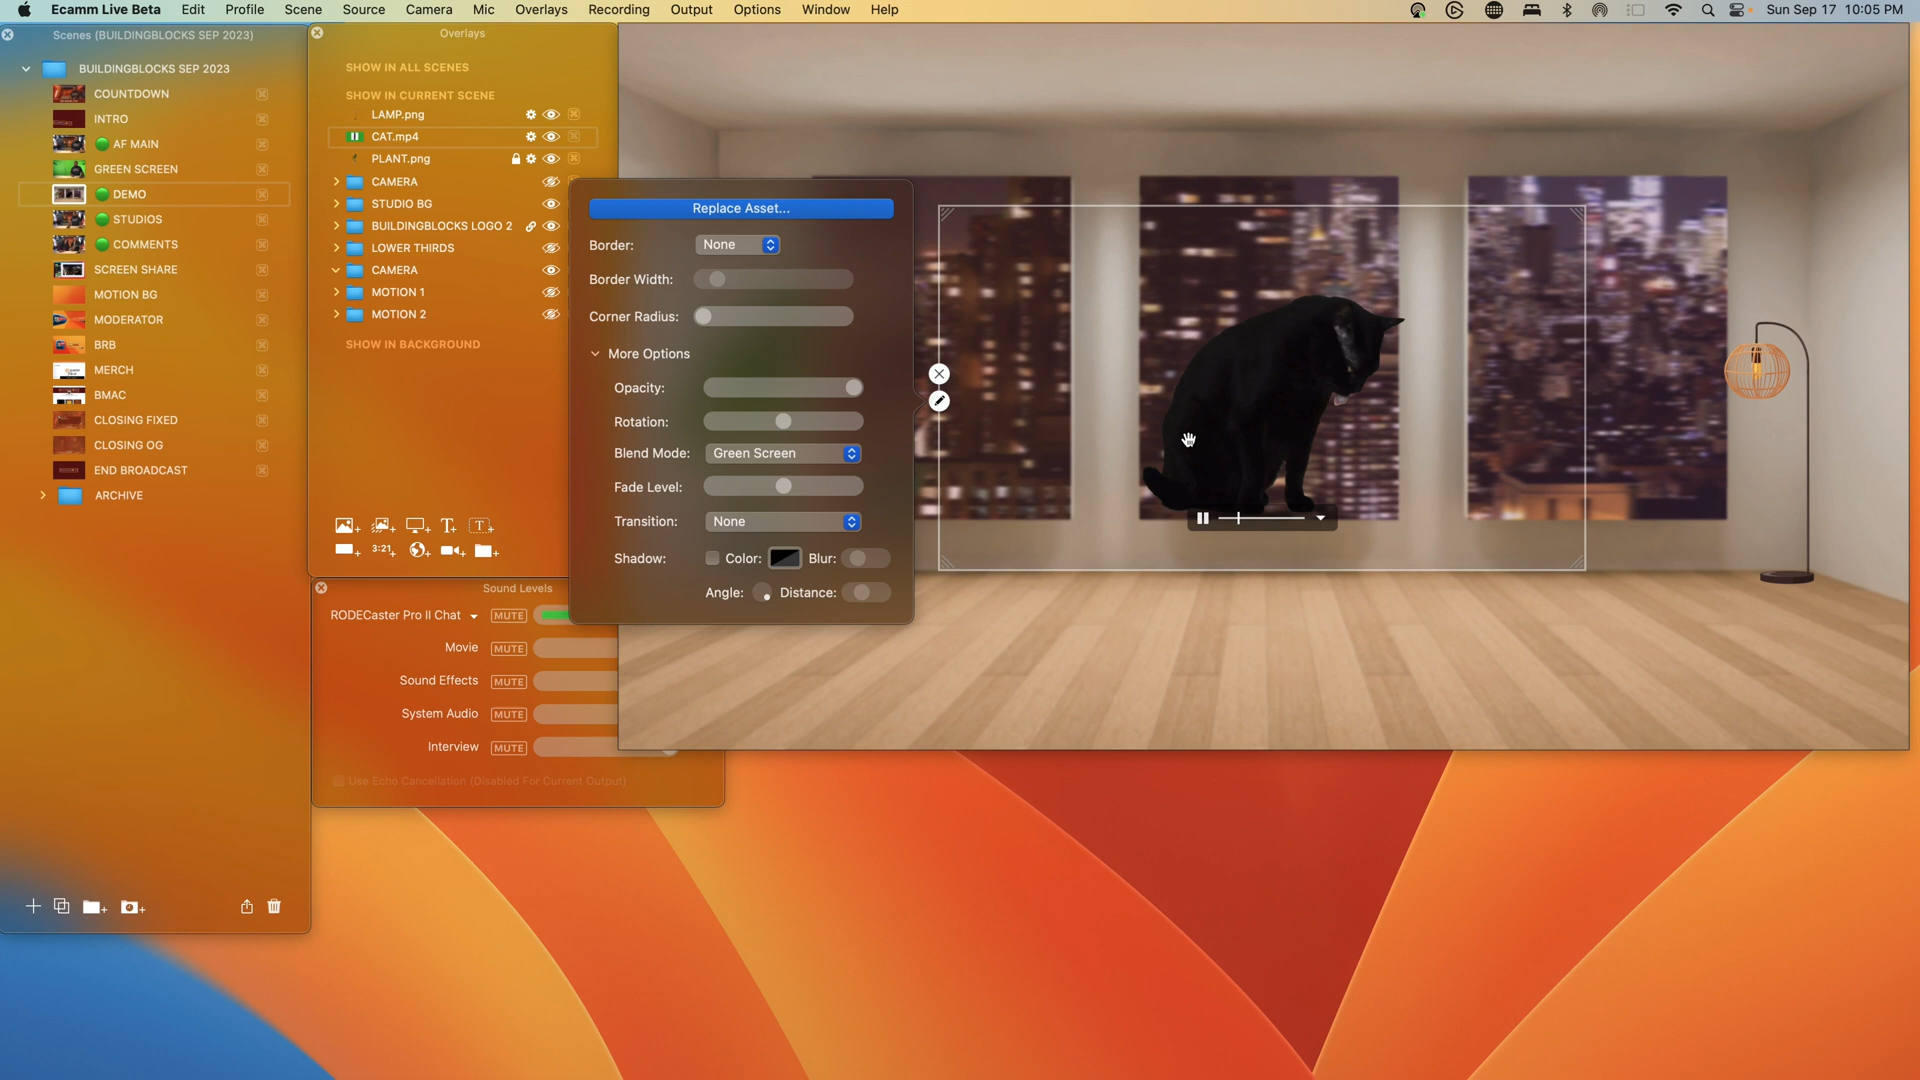 Ecamm Live Beta Edit Profile Scene Source Camera Mic Overlays Recording Output Options Window Help Sun Sep 17 10:05 PM
Scenes (BUILDINGBLOCKS SEP 2023)
BUILDINGBLOCKS SEP 2023
COUNTDOWN
INTRO
AF MAIN
GREEN SCREEN
DEMO
STUDIOS
COMMENTS
SCREEN SHARE
MOTION BG
MODERATOR
BRB
MERCH
BMAC
CLOSING FIXED
CLOSING OG
END BROADCAST
ARCHIVE
Overlays
SHOW IN ALL SCENES
SHOW IN CURRENT SCENE
LAMP.png
CAT.mp4
PLANT.png
CAMERA
STUDIO BG
BUILDINGBLOCKS LOGO 2
LOWER THIRDS
CAMERA
MOTION 1
MOTION 2
SHOW IN BACKGROUND
T+ T+
3:21+
Sound Levels
RODECaster Pro II Chat MUTE
Movie MUTE
Sound Effects MUTE
System Audio MUTE
Interview MUTE
Use Echo Cancellation (Disabled For Current Output)
Replace Asset...
Border: None
Border Width:
Corner Radius:
More Options
Opacity:
Rotation:
Blend Mode: Green Screen
Fade Level:
Transition: None
Shadow: Color: Blur:
Angle: Distance: